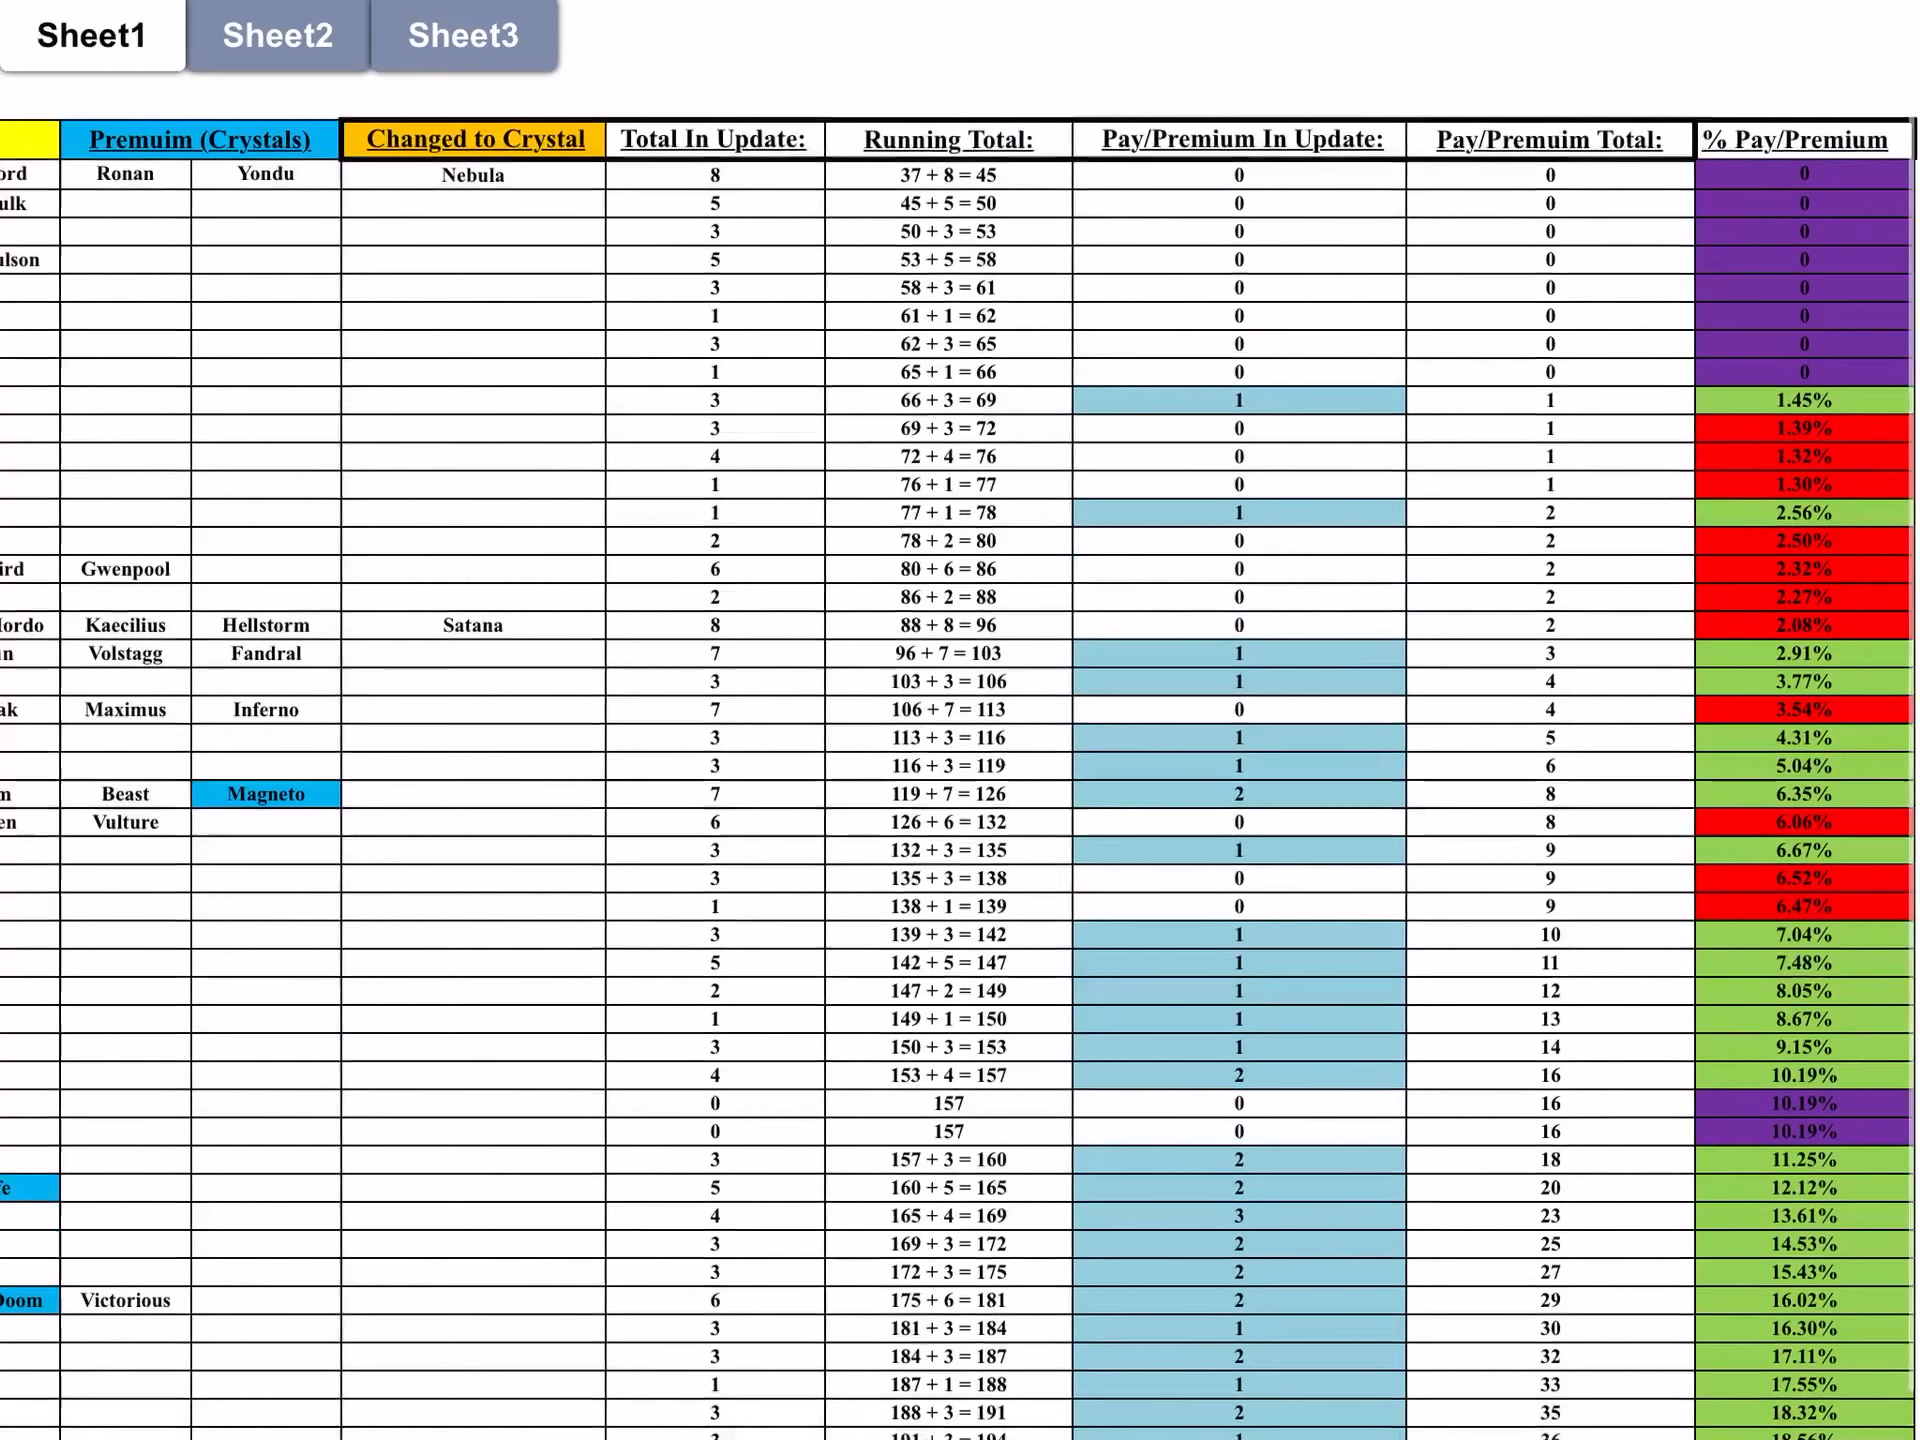 Sheet1 Sheet2 Sheet3
Premuim (Crystals) Changed to Crystal Total In Update: Running Total: Pay/Premium In Update: Pay/Premuim Total: % Pay/Premium
ord Ronan Yondu Nebula 8 37 + 8 = 45 0 0 0
ulk 5 45 + 5 = 50 0 0 0
3 50 + 3 = 53 0 0 0
ulson 5 53 + 5 = 58 0 0 0
3 58 + 3 = 61 0 0 0
1 61 + 1 = 62 0 0 0
3 62 + 3 = 65 0 0 0
1 65 + 1 = 66 0 0 0
3 66 + 3 = 69 1 1 1.45%
3 69 + 3 = 72 0 1 1.39%
4 72 + 4 = 76 0 1 1.32%
1 76 + 1 = 77 0 1 1.30%
1 77 + 1 = 78 1 2 2.56%
2 78 + 2 = 80 0 2 2.50%
ird Gwenpool 6 80 + 6 = 86 0 2 2.32%
2 86 + 2 = 88 0 2 2.27%
lordo Kaecilius Hellstorm Satana 8 88 + 8 = 96 0 2 2.08%
n Volstagg Fandral 7 96 + 7 = 103 1 3 2.91%
3 103 + 3 = 106 1 4 3.77%
ak Maximus Inferno 7 106 + 7 = 113 0 4 3.54%
3 113 + 3 = 116 1 5 4.31%
3 116 + 3 = 119 1 6 5.04%
m Beast Magneto 7 119 + 7 = 126 2 8 6.35%
en Vulture 6 126 + 6 = 132 0 8 6.06%
3 132 + 3 = 135 1 9 6.67%
3 135 + 3 = 138 0 9 6.52%
1 138 + 1 = 139 0 9 6.47%
3 139 + 3 = 142 1 10 7.04%
5 142 + 5 = 147 1 11 7.48%
2 147 + 2 = 149 1 12 8.05%
1 149 + 1 = 150 1 13 8.67%
3 150 + 3 = 153 1 14 9.15%
4 153 + 4 = 157 2 16 10.19%
0 157 0 16 10.19%
0 157 0 16 10.19%
3 157 + 3 = 160 2 18 11.25%
fe 5 160 + 5 = 165 2 20 12.12%
4 165 + 4 = 169 3 23 13.61%
3 169 + 3 = 172 2 25 14.53%
3 172 + 3 = 175 2 27 15.43%
Doom Victorious 6 175 + 6 = 181 2 29 16.02%
3 181 + 3 = 184 1 30 16.30%
3 184 + 3 = 187 2 32 17.11%
1 187 + 1 = 188 1 33 17.55%
3 188 + 3 = 191 2 35 18.32%
3 191 + 3 = 194 1 36 18.56%